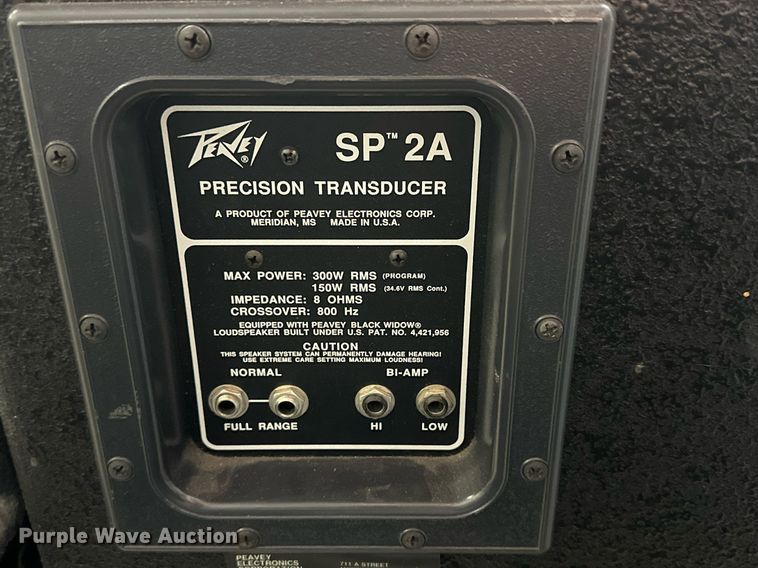 PEAVEY®
SP™ 2A
PRECISION TRANSDUCER
A PRODUCT OF PEAVEY ELECTRONICS CORP.
MERIDIAN, MS MADE IN U.S.A.
MAX POWER: 300W RMS (PROGRAM)
150W RMS (34.6V RMS Cont.)
IMPEDANCE: 8 OHMS
CROSSOVER: 800 Hz
EQUIPPED WITH PEAVEY BLACK WIDOW®
LOUDSPEAKER BUILT UNDER U.S. PAT. NO. 4,421,956
CAUTION
THIS SPEAKER SYSTEM CAN PERMANENTLY DAMAGE HEARING!
USE EXTREME CARE SETTING MAXIMUM LOUDNESS!
NORMAL BI-AMP
FULL RANGE HI LOW
Purple Wave Auction
PEAVEY
ELECTRONICS 711 A STREET
CORPORATION